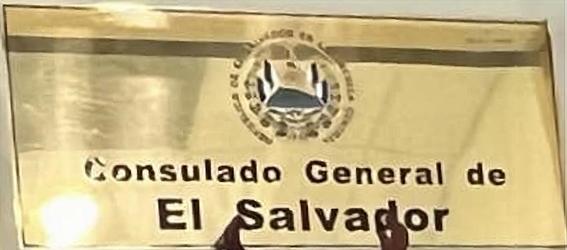 Consulado General de
El Salvador